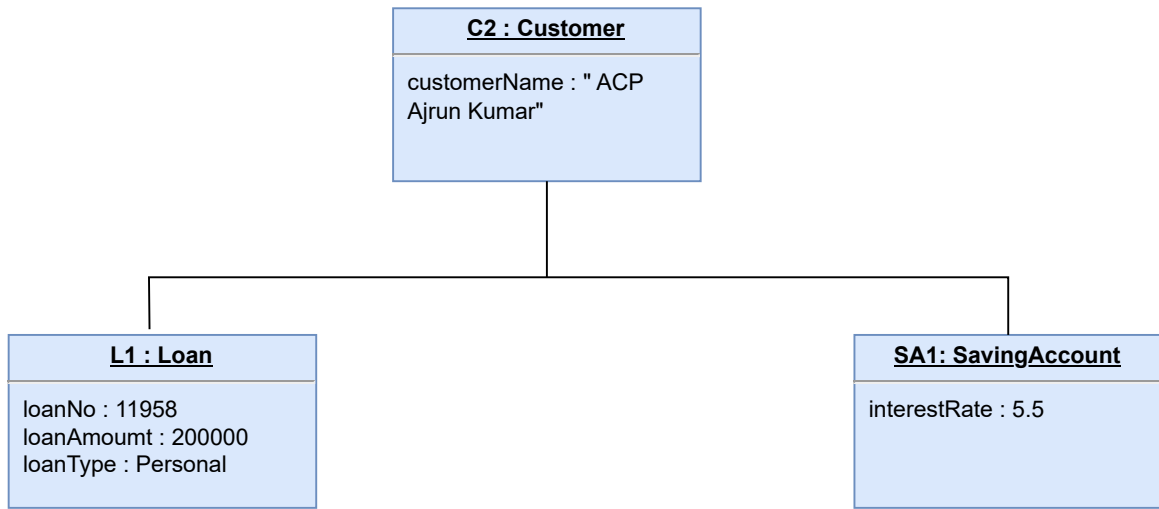 C2 : Customer
customerName : " ACP
Ajrun Kumar"
L1 : Loan
loanNo : 11958
loanAmoumt : 200000
loanType : Personal
SA1: SavingAccount
interestRate : 5.5